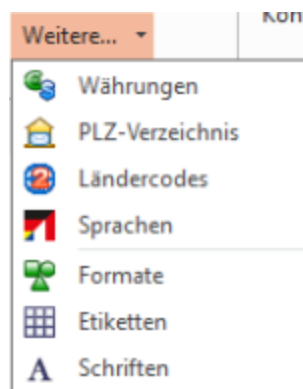 Weitere...
Währungen
PLZ-Verzeichnis
Ländercodes
Sprachen
Formate
Etiketten
Schriften